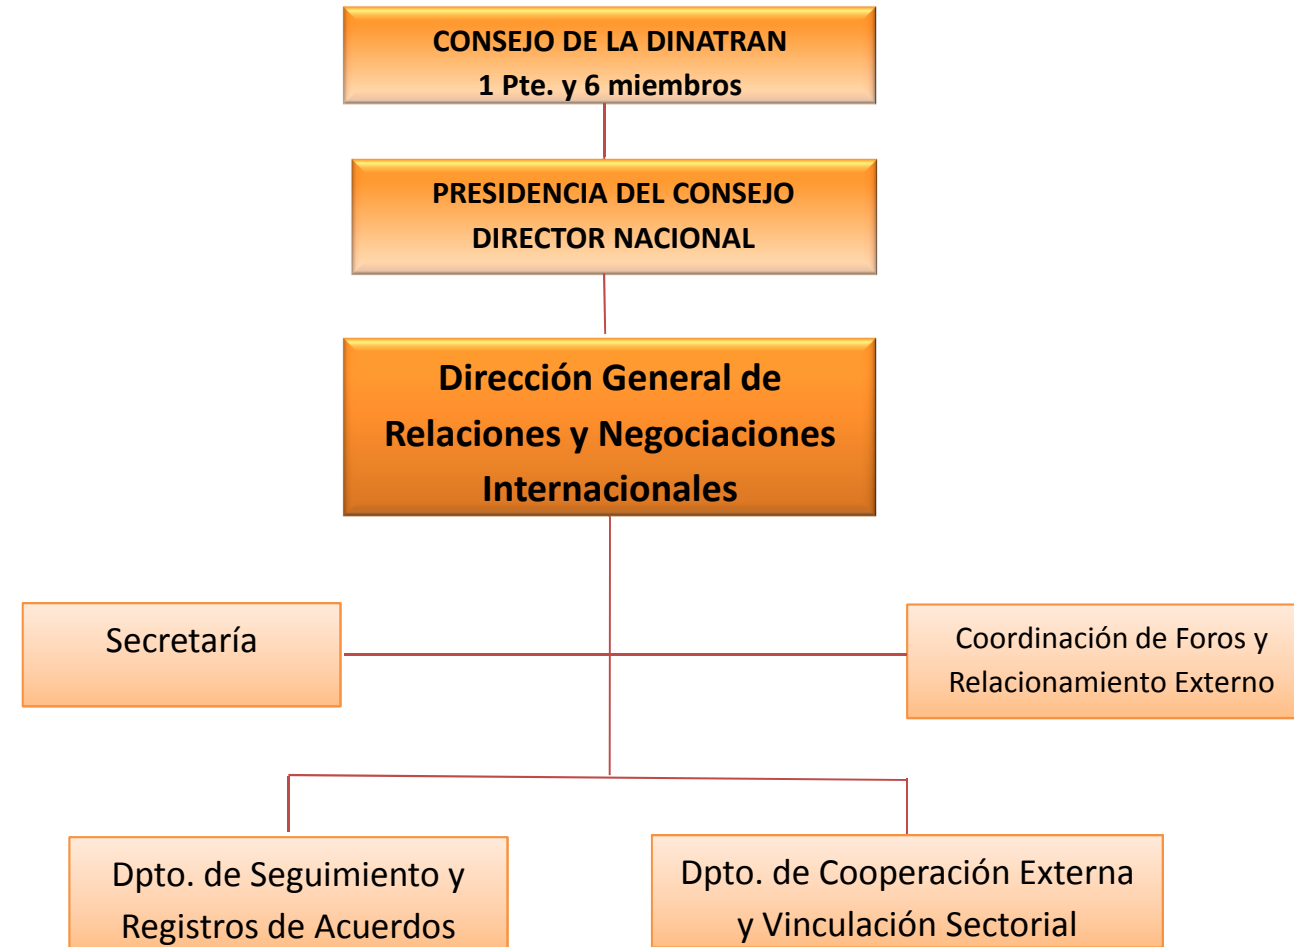 CONSEJO DE LA DINATRAN
1 Pte. y 6 miembros
PRESIDENCIA DEL CONSEJO
DIRECTOR NACIONAL
Dirección General de
Relaciones y Negociaciones
Internacionales
Secretaría
Coordinación de Foros y
Relacionamiento Externo
Dpto. de Seguimiento y
Registros de Acuerdos
Dpto. de Cooperación Externa
y Vinculación Sectorial